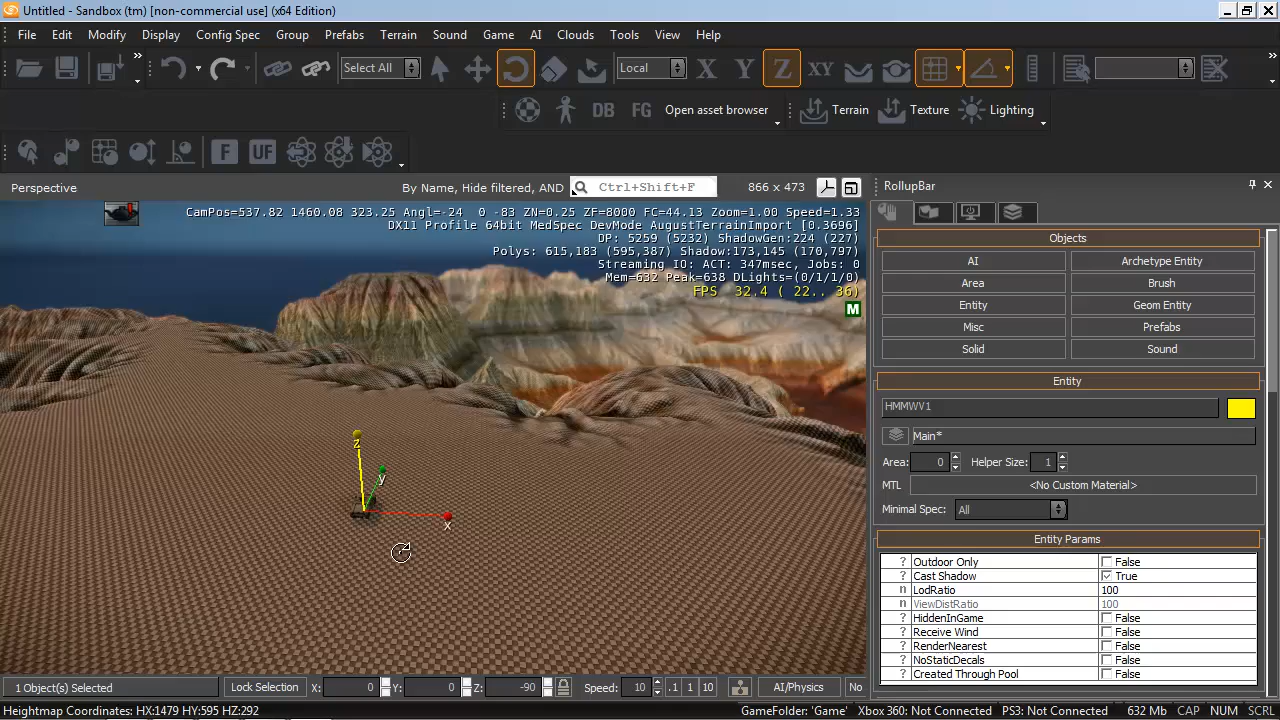 Untitled - Sandbox (tm) [non-commercial use] (x64 Edition)
File Edit Modify Display Config Spec Group Prefabs Terrain Sound Game AI Clouds Tools View Help
Select All Local X Y Z XY
DB FG Open asset browser Terrain Texture Lighting
F UF
Perspective By Name, Hide filtered, AND Ctrl+Shift+F 866 x 473
CamPos=537.82 1460.08 323.25 Angl=-24 0 -83 ZN=0.25 ZF=8000 FC=44.13 Zoom=1.00 Speed=1.33
DX11 Profile 64bit MedSpec DevMode AugustTerrainImport [0.3696]
DP: 5259 (5232) ShadowGen:224 (227)
Polys: 615,183 (595,387) Shadow:173,145 (170,797)
Streaming IO: ACT: 347msec, Jobs: 0
Mem=632 Peak=638 DLights=(0/1/1/0)
FPS 32.4 ( 22.. 36)
M
z
y
x
RollupBar
Objects
AI Archetype Entity
Area Brush
Entity Geom Entity
Misc Prefabs
Solid Sound
Entity
HMMWV1
Main*
Area: 0 Helper Size: 1
MTL <No Custom Material>
Minimal Spec: All
Entity Params
? Outdoor Only False
? Cast Shadow True
n LodRatio 100
n ViewDistRatio 100
? HiddenInGame False
? Receive Wind False
? RenderNearest False
? NoStaticDecals False
? Created Through Pool False
1 Object(s) Selected Lock Selection X: 0 Y: 0 Z: -90 Speed: 10 .1 1 10 AI/Physics No
Heightmap Coordinates: HX:1479 HY:595 HZ:292 GameFolder: 'Game' Xbox 360: Not Connected PS3: Not Connected 632 Mb CAP NUM SCRL